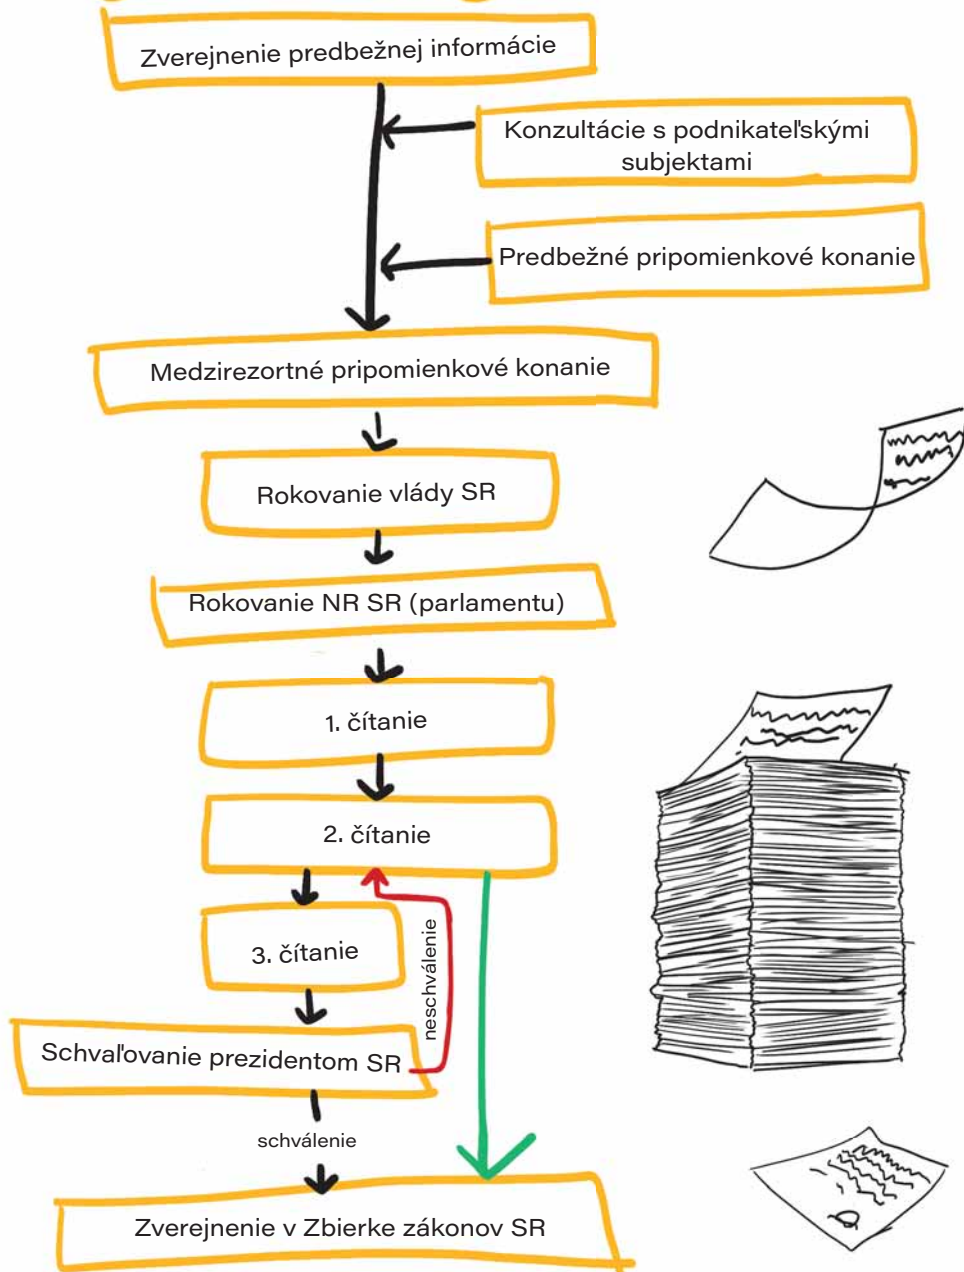 Zverejnenie predbežnej informácie
Konzultácie s podnikateľskými
subjektami
Predbežné pripomienkové konanie
Medzirezortné pripomienkové konanie
Rokovanie vlády SR
Rokovanie NR SR (parlamentu)
1. čítanie
2. čítanie
3. čítanie
neschválenie
Schvaľovanie prezidentom SR
schválenie
Zverejnenie v Zbierke zákonov SR